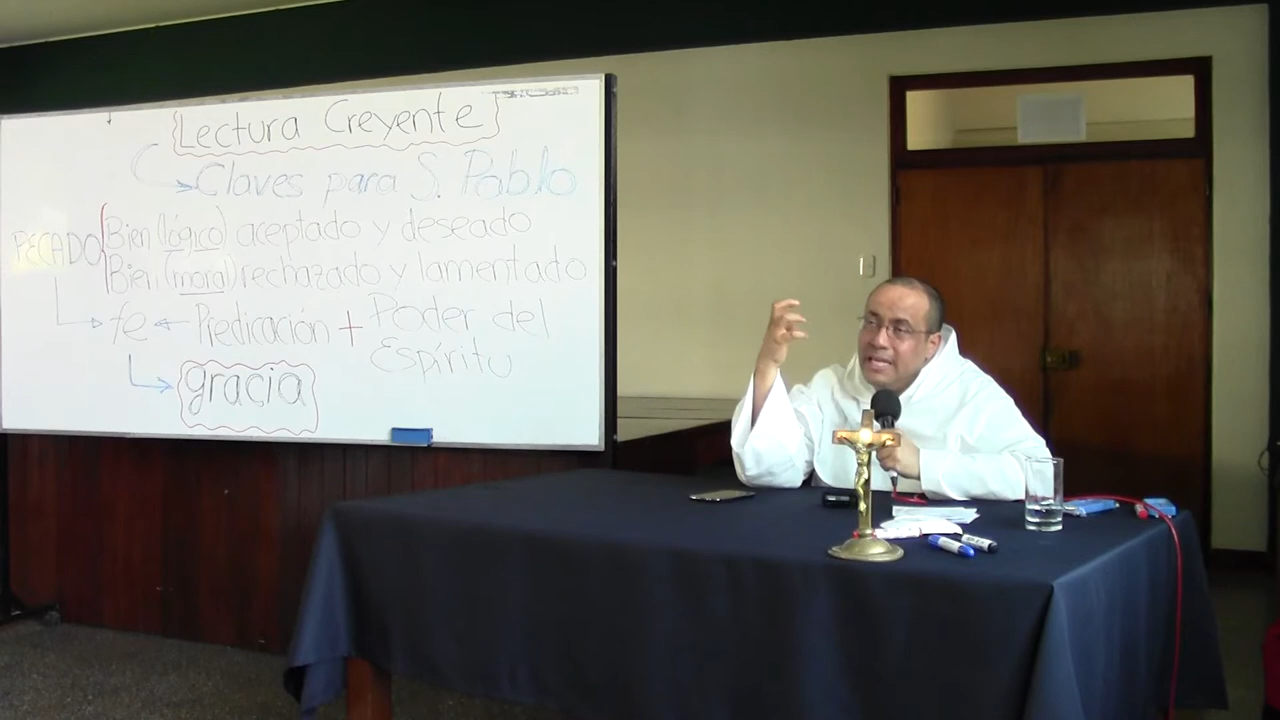 Lectura Creyente
Claves para S. Pablo
PECADO
Bien (lógico) aceptado y deseado
Bien (moral) rechazado y lamentado
fe Predicación + Poder del
Espíritu
gracia